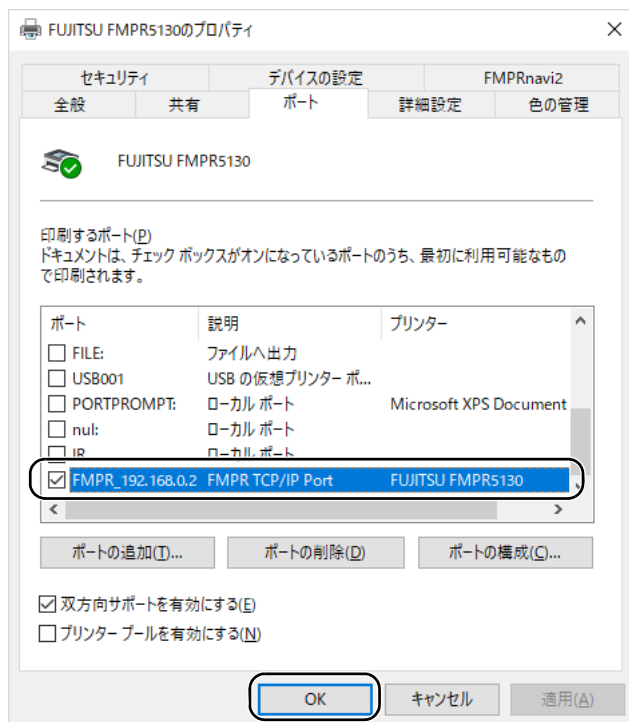 FUJITSU FMPR5130のプロパティ
セキュリティ デバイスの設定 FMPRnavi2
全般 共有 ポート 詳細設定 色の管理
FUJITSU FMPR5130
印刷するポート(P)
ドキュメントは、チェック ボックスがオンになっているポートのうち、最初に利用可能なもの
で印刷されます。
ポート 説明 プリンター
FILE: ファイルへ出力
USB001 USB の仮想プリンター ポ...
PORTPROMPT: ローカル ポート Microsoft XPS Document
nul: ローカル ポート
IR ローカル ポート
FMPR_192.168.0.2 FMPR TCP/IP Port FUJITSU FMPR5130
ポートの追加(T)... ポートの削除(D) ポートの構成(C)...
双方向サポートを有効にする(E)
プリンター プールを有効にする(N)
OK キャンセル 適用(A)